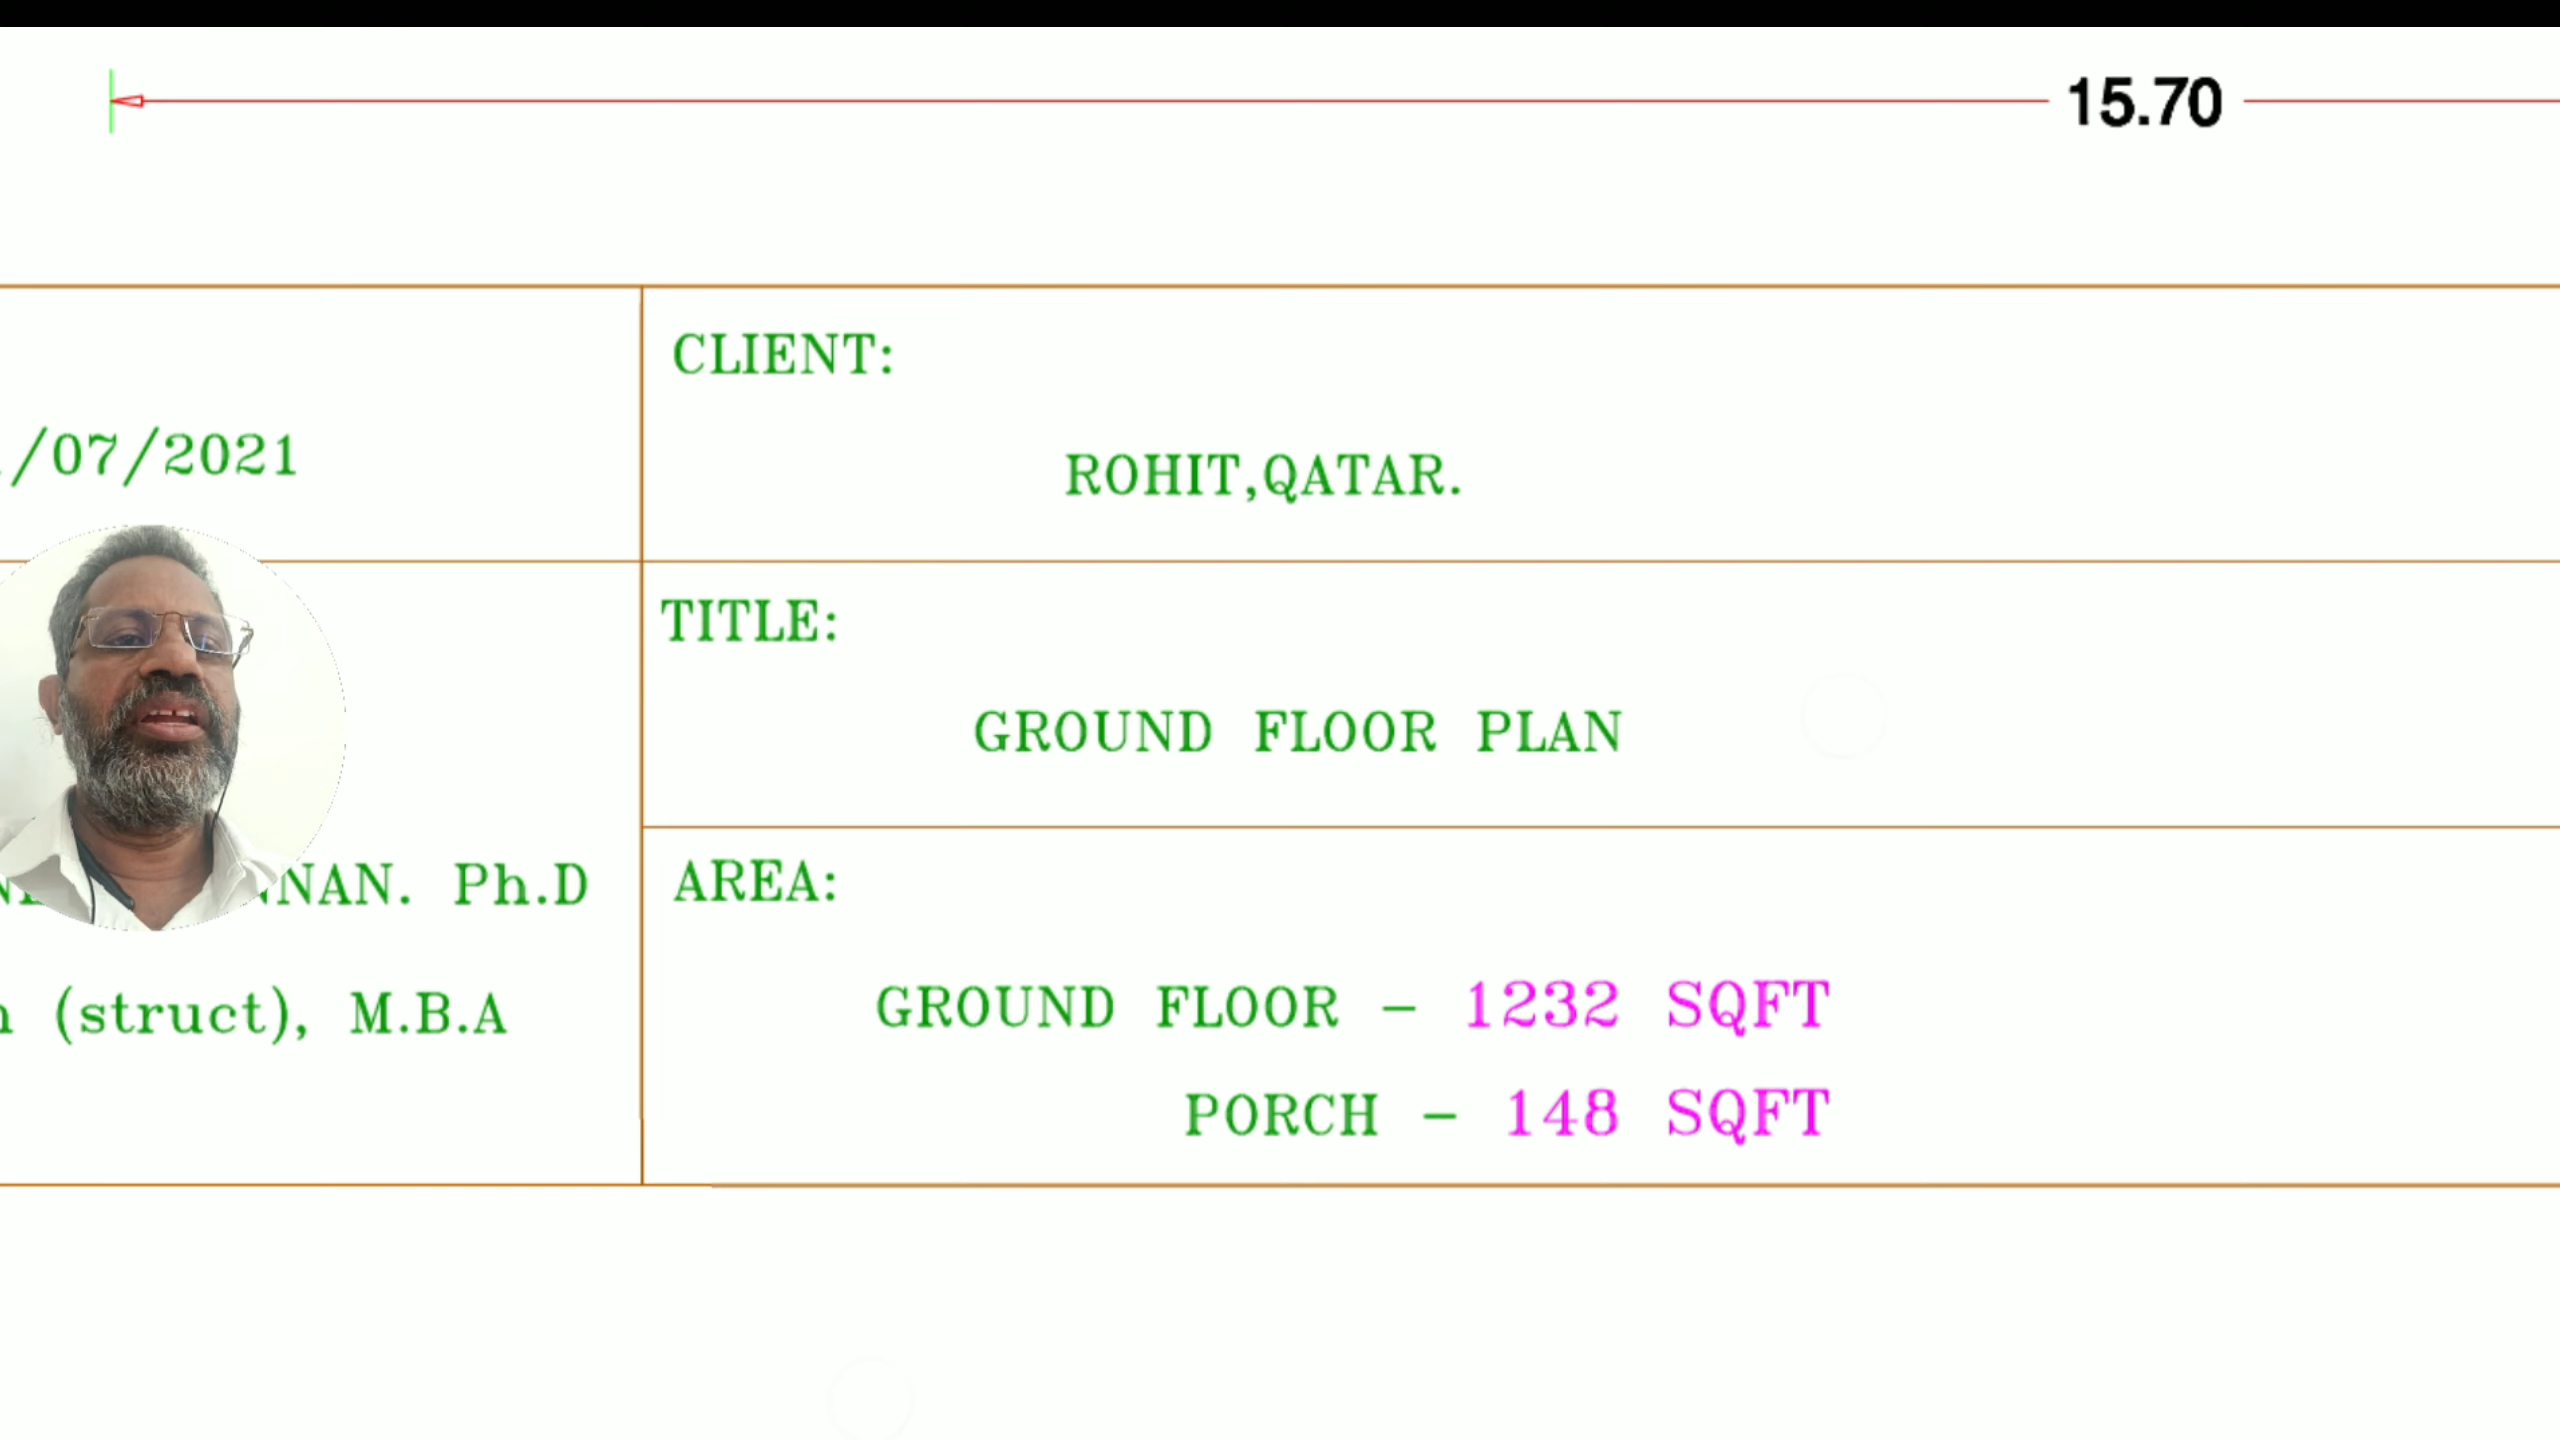 15.70
CLIENT:
/07/2021
ROHIT,QATAR.
TITLE:
GROUND FLOOR PLAN
AREA:
NAN. Ph.D
GROUND FLOOR - 1232 SQFT
(struct), M.B.A
PORCH - 148 SQFT